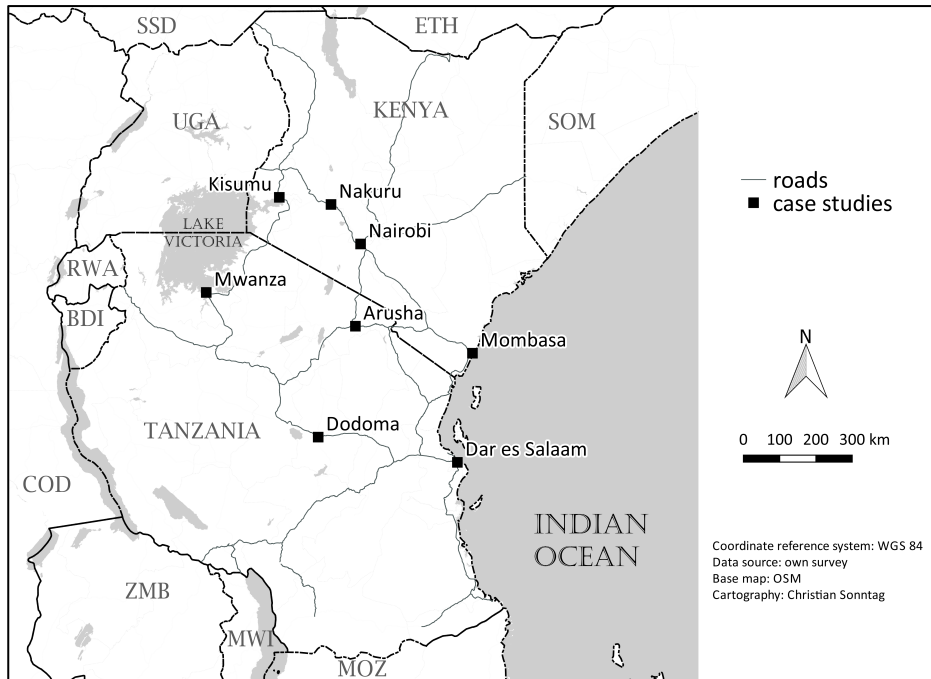 SSD
ETH
UGA
KENYA
SOM
Kisumu
Nakuru
LAKE
VICTORIA
Nairobi
RWA
Mwanza
BDI
Arusha
Mombasa
TANZANIA
Dodoma
Dar es Salaam
COD
INDIAN
OCEAN
ZMB
MWI
MOZ
roads
case studies
N
0 100 200 300 km
Coordinate reference system: WGS 84
Data source: own survey
Base map: OSM
Cartography: Christian Sonntag